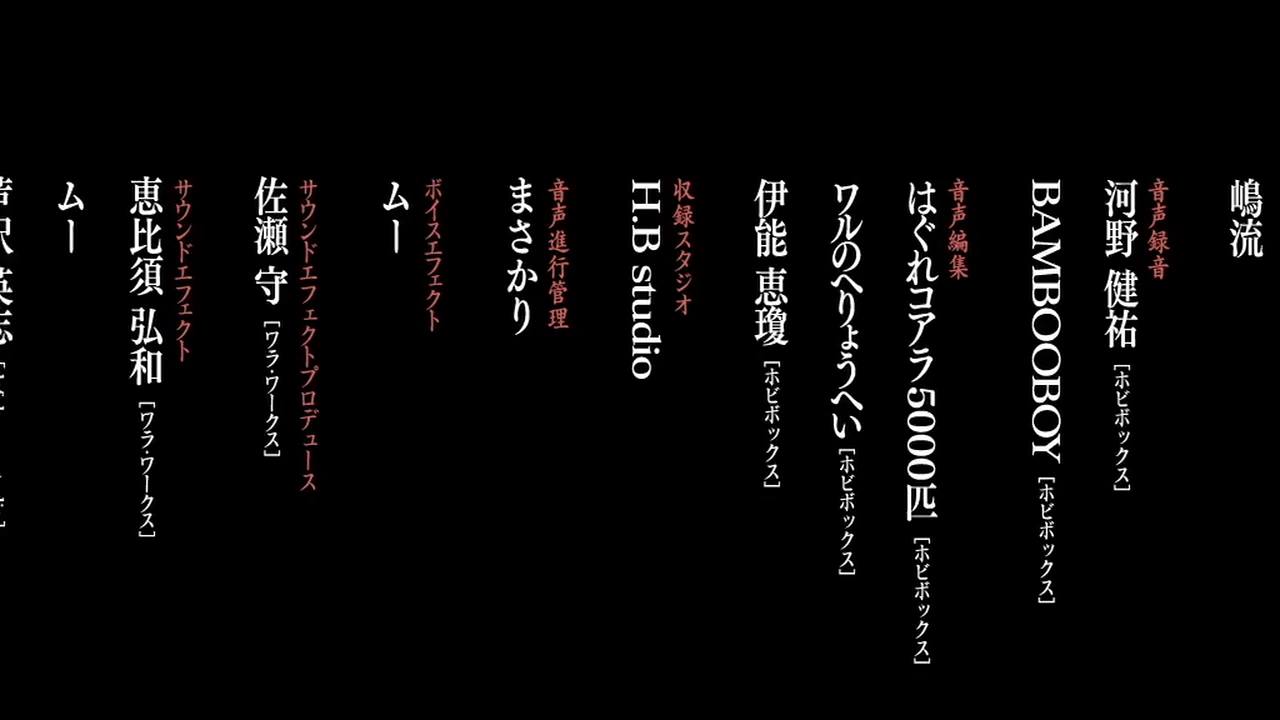 嶋流
音声録音
河野 健祐 [ホビボックス]
BAMBOOBOY [ホビボックス]
音声編集
はぐれコアラ5000匹 [ホビボックス]
ワルのへりょうへい [ホビボックス]
伊能 恵瓊 [ホビボックス]
収録スタジオ
H.B studio
音声進行管理
まさかり
ボイスエフェクト
ムー
サウンドエフェクトプロデュース
佐瀬 守 [ワラ・ワークス]
サウンドエフェクト
恵比須 弘和 [ワラ・ワークス]
ムー